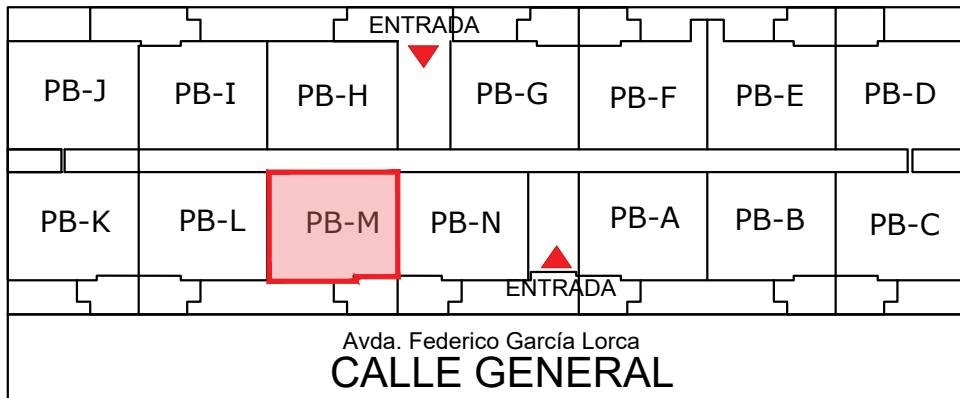 ENTRADA
PB-J PB-I PB-H PB-G PB-F PB-E PB-D
PB-K PB-L PB-M PB-N PB-A PB-B PB-C
ENTRADA
Avda. Federico García Lorca
CALLE GENERAL